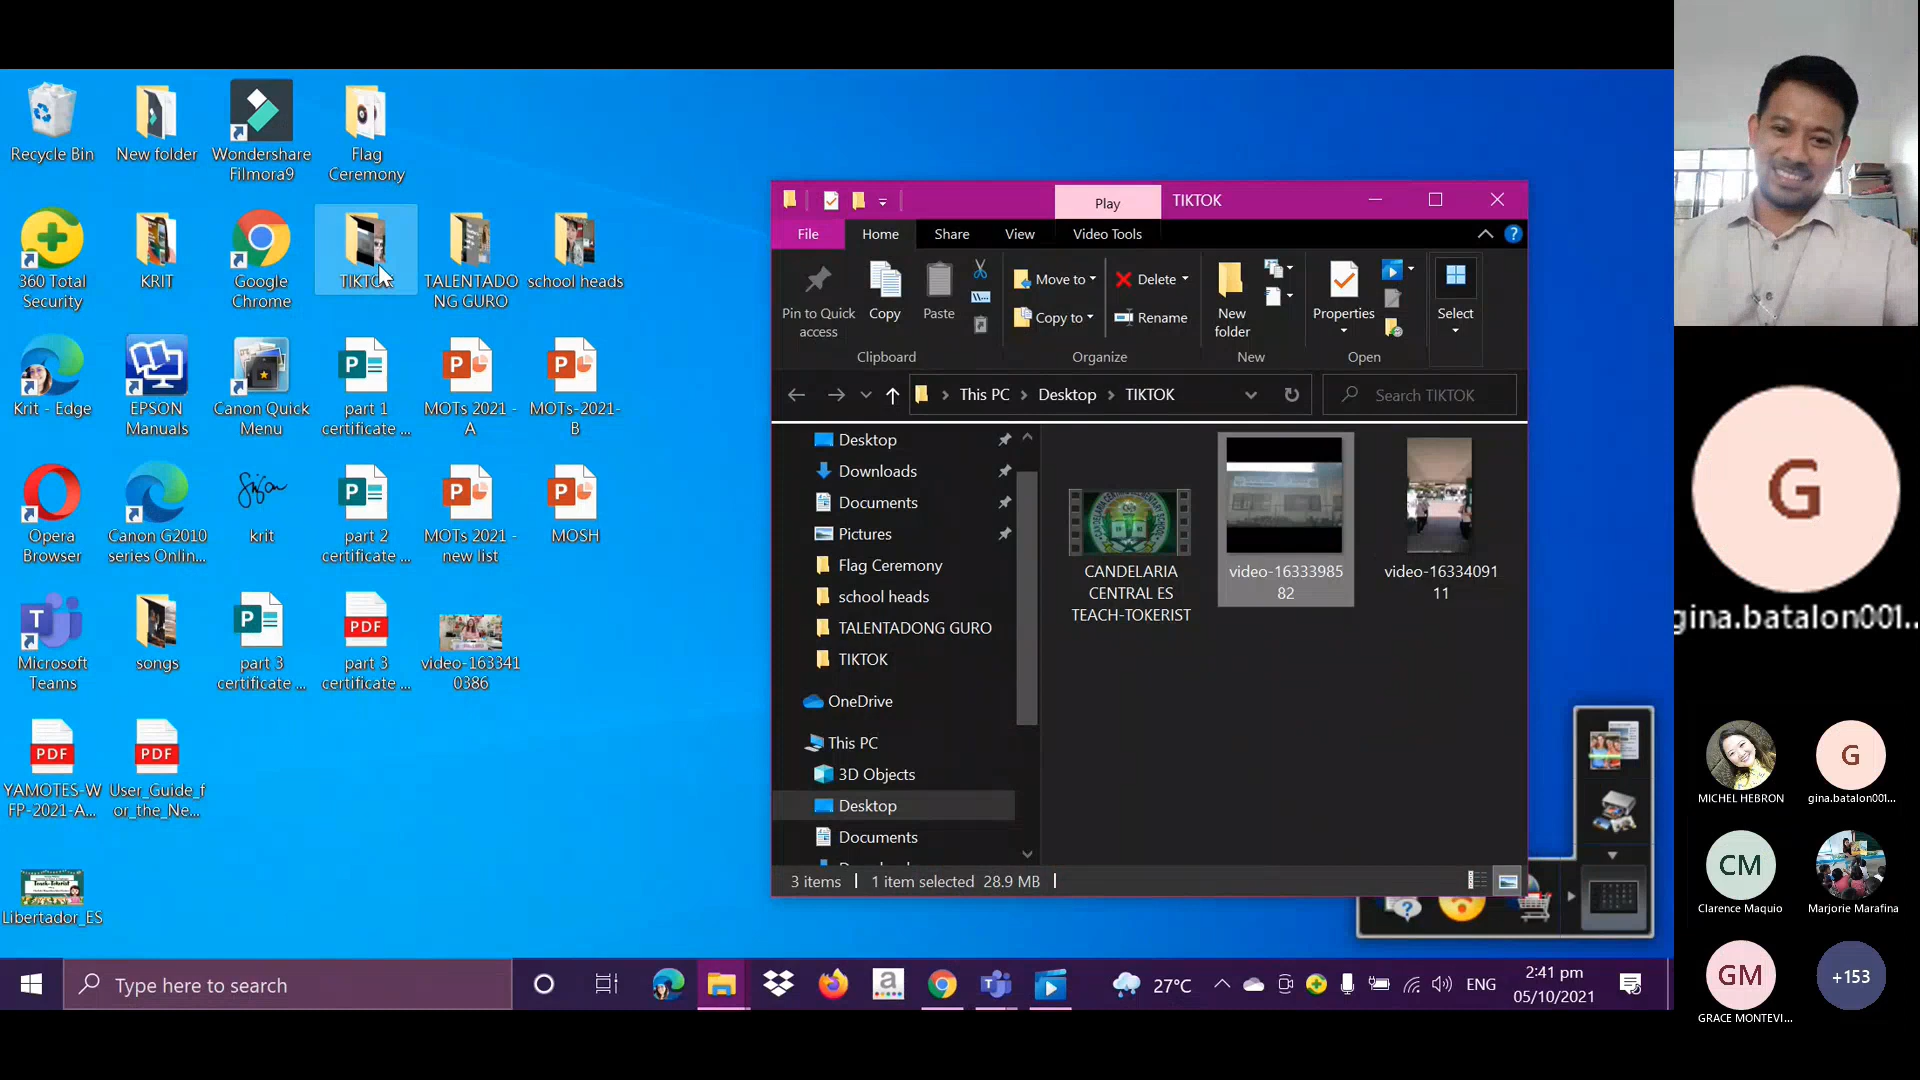 Recycle Bin
New folder
Wondershare
Filmora9
Flag
Ceremony
360 Total
Security
KRIT
Google
Chrome
TALENTADO
NG GURO
school heads
Krit - Edge
EPSON
Manuals
Canon Quick
Menu
part 1
certificate ...
MOTs 2021 -
A
MOTs-2021-
B
Opera
Browser
Canon G2010
series Onlin...
krit
part 2
certificate ...
MOTs 2021 -
new list
MOSH
Microsoft
Teams
songs
part 3
certificate ...
PDF
part 3
certificate ...
video-163341
0386
PDF
YAMOTES-W
FP-2021-A...
PDF
User_Guide_f
or_the_Ne...
Libertador_ES
Play
TIKTOK
File
Home
Share
View
Video Tools
Pin to Quick
access
Copy
Paste
Move to
Copy to
Delete
Rename
New
folder
Properties
Select
Clipboard
Organize
New
Open
This PC
Desktop
TIKTOK
Search TIKTOK
Desktop
Downloads
Documents
Pictures
Flag Ceremony
school heads
TALENTADONG GURO
TIKTOK
OneDrive
This PC
3D Objects
Desktop
Documents
CANDELARIA
CENTRAL ES
TEACH-TOKERIST
video-16333985
82
video-16334091
11
3 items
1 item selected 28.9 MB
Type here to search
27°C
ENG
2:41 pm
05/10/2021
G
gina.batalon001...
MICHEL HEBRON
G
gina.batalon001...
CM
Clarence Maquio
Marjorie Marafina
GM
GRACE MONTEVI...
+153